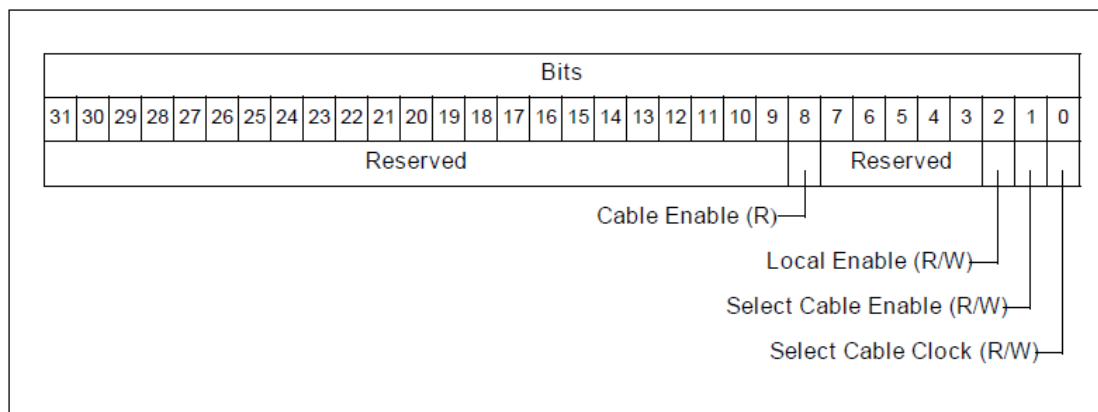 Bits
31 30 29 28 27 26 25 24 23 22 21 20 19 18 17 16 15 14 13 12 11 10 9 8 7 6 5 4 3 2 1 0
Reserved Reserved
Cable Enable (R)
Local Enable (R/W)
Select Cable Enable (R/W)
Select Cable Clock (R/W)